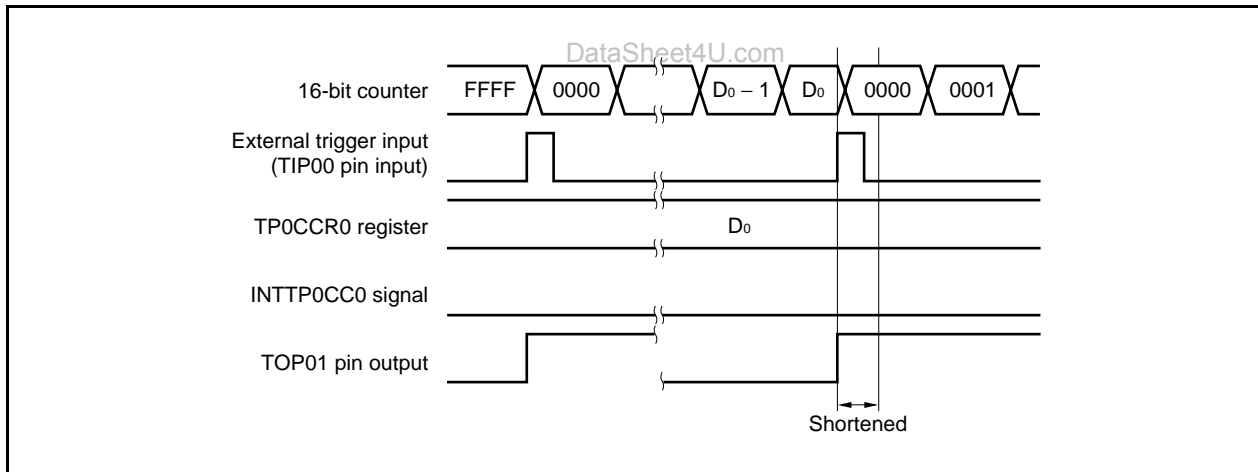 DataSheet4U.com
16-bit counter FFFF 0000 D0 − 1 D0 0000 0001
External trigger input
(TIP00 pin input)
TP0CCR0 register D0
INTTP0CC0 signal
TOP01 pin output
Shortened